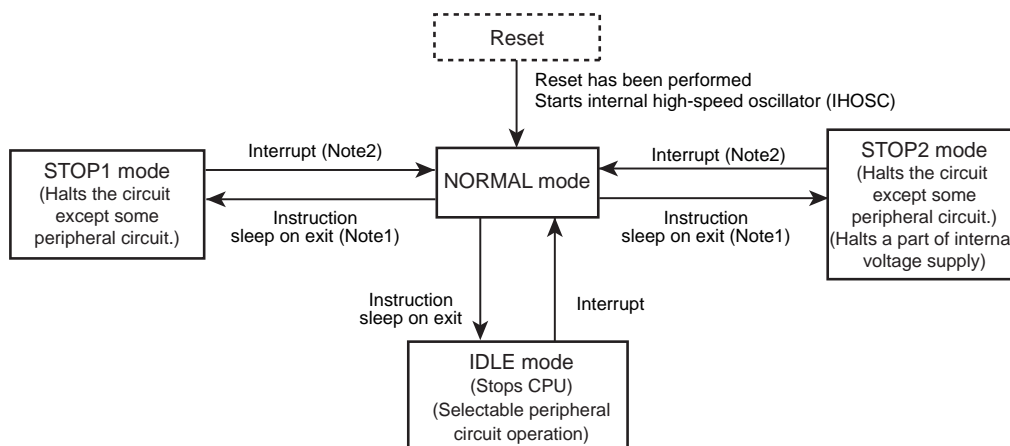 Reset
Reset has been performed
Starts internal high-speed oscillator (IHOSC)
STOP1 mode
(Halts the circuit
except some
peripheral circuit.)
Interrupt (Note2)
Instruction
sleep on exit (Note1)
NORMAL mode
Interrupt (Note2)
Instruction
sleep on exit (Note1)
STOP2 mode
(Halts the circuit
except some
peripheral circuit.)
(Halts a part of internal
voltage supply)
Instruction
sleep on exit
Interrupt
IDLE mode
(Stops CPU)
(Selectable peripheral
circuit operation)